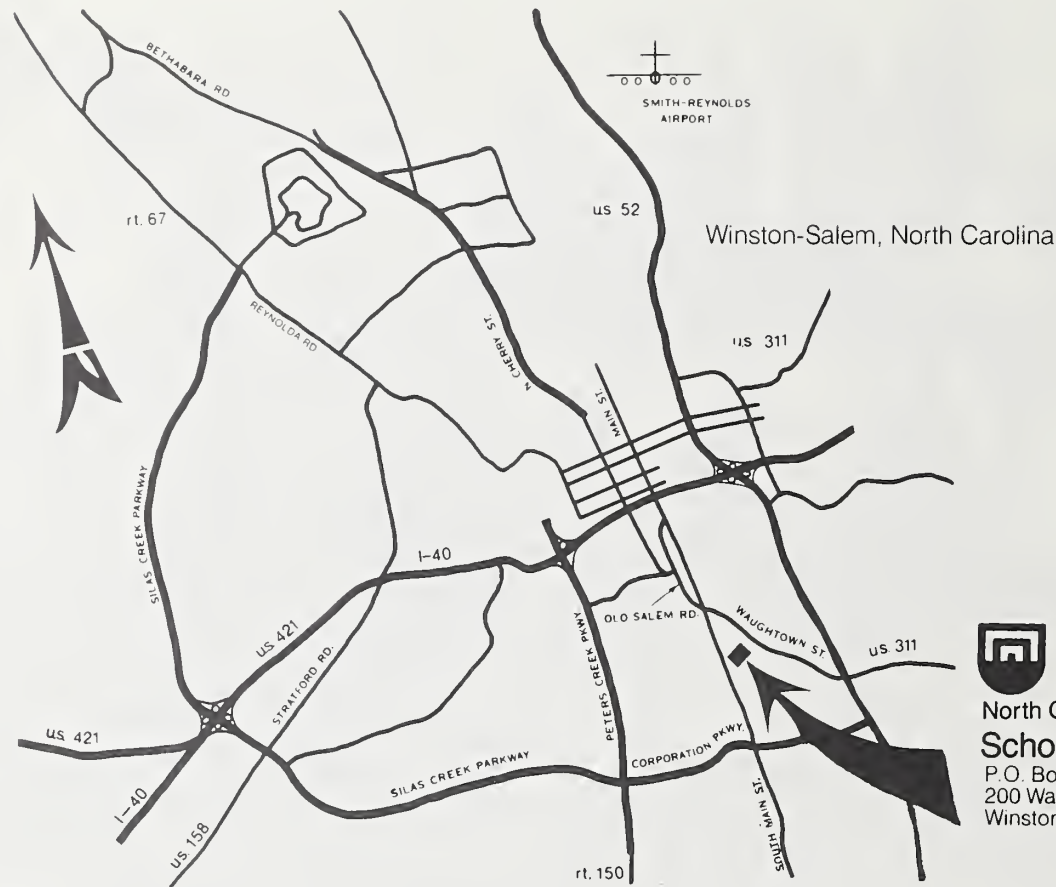 BETHABARA RD
SMITH-REYNOLDS
AIRPORT
rt. 67
us 52
Winston-Salem, North Carolina
REYNOLDA RD
N CHERRY ST.
us 311
MAIN ST.
SILAS CREEK PARKWAY
I-40
us 421
STRATFORD RD.
OLD SALEM RD.
WAUGHTOWN ST.
us 311
PETERS CREEK PKWY
us 421
SILAS CREEK PARKWAY
CORPORATION PKWY.
I-40
us 158
rt. 150
SOUTH MAIN ST.
North C
Scho
P.O. Bo
200 Wa
Winston